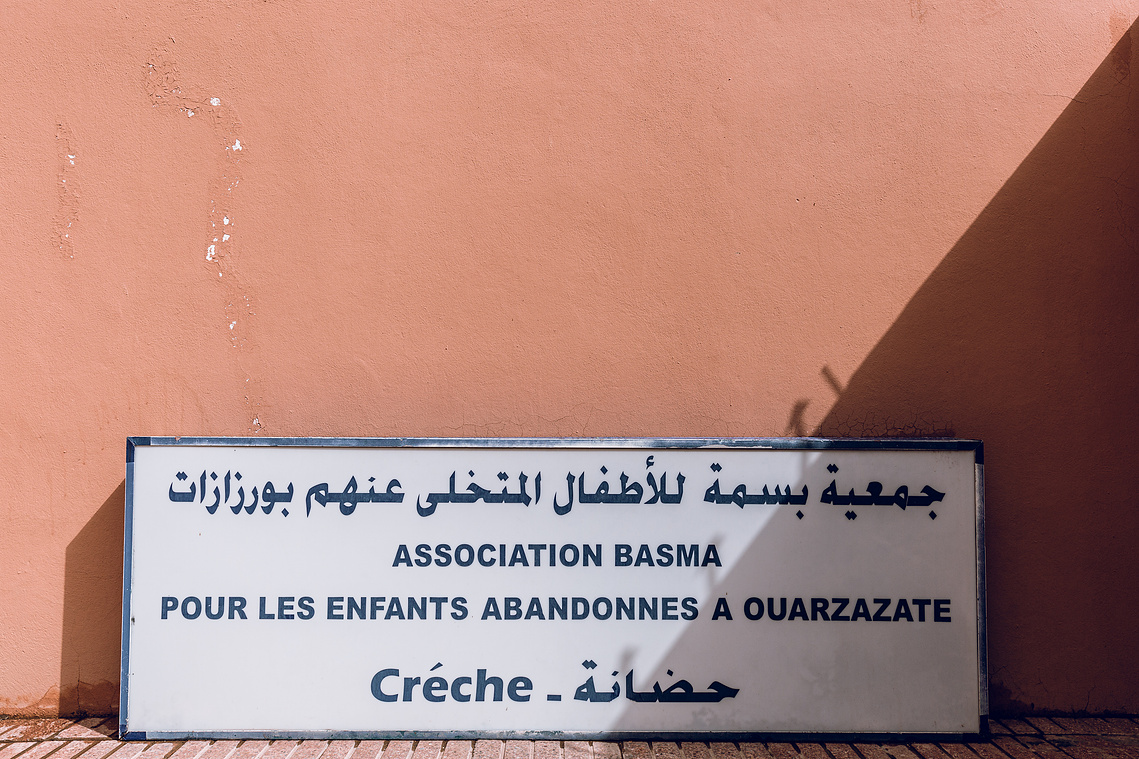 جمعية بسمة للأطفال المتخلى عنهم بورزازات
ASSOCIATION BASMA
POUR LES ENFANTS ABANDONNES A OUARZAZATE
Créche - حضانة